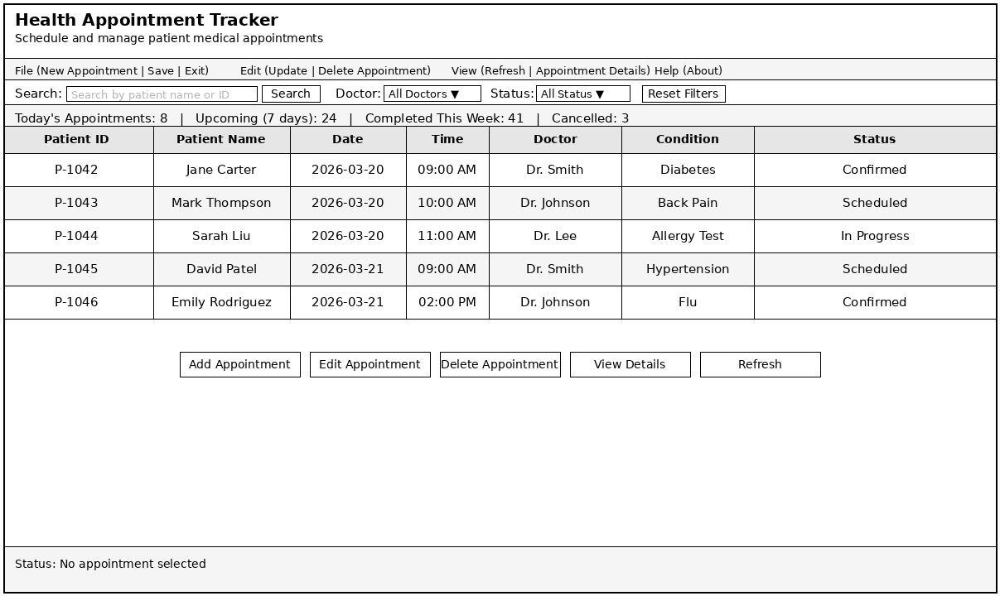 Health Appointment Tracker
Schedule and manage patient medical appointments
File (New Appointment | Save | Exit) Edit (Update | Delete Appointment) View (Refresh | Appointment Details) Help (About)
Search: Search by patient name or ID Search Doctor: All Doctors ▼ Status: All Status ▼ Reset Filters
Today's Appointments: 8 | Upcoming (7 days): 24 | Completed This Week: 41 | Cancelled: 3
Patient ID Patient Name Date Time Doctor Condition Status
P-1042 Jane Carter 2026-03-20 09:00 AM Dr. Smith Diabetes Confirmed
P-1043 Mark Thompson 2026-03-20 10:00 AM Dr. Johnson Back Pain Scheduled
P-1044 Sarah Liu 2026-03-20 11:00 AM Dr. Lee Allergy Test In Progress
P-1045 David Patel 2026-03-21 09:00 AM Dr. Smith Hypertension Scheduled
P-1046 Emily Rodriguez 2026-03-21 02:00 PM Dr. Johnson Flu Confirmed
Add Appointment Edit Appointment Delete Appointment View Details Refresh
Status: No appointment selected